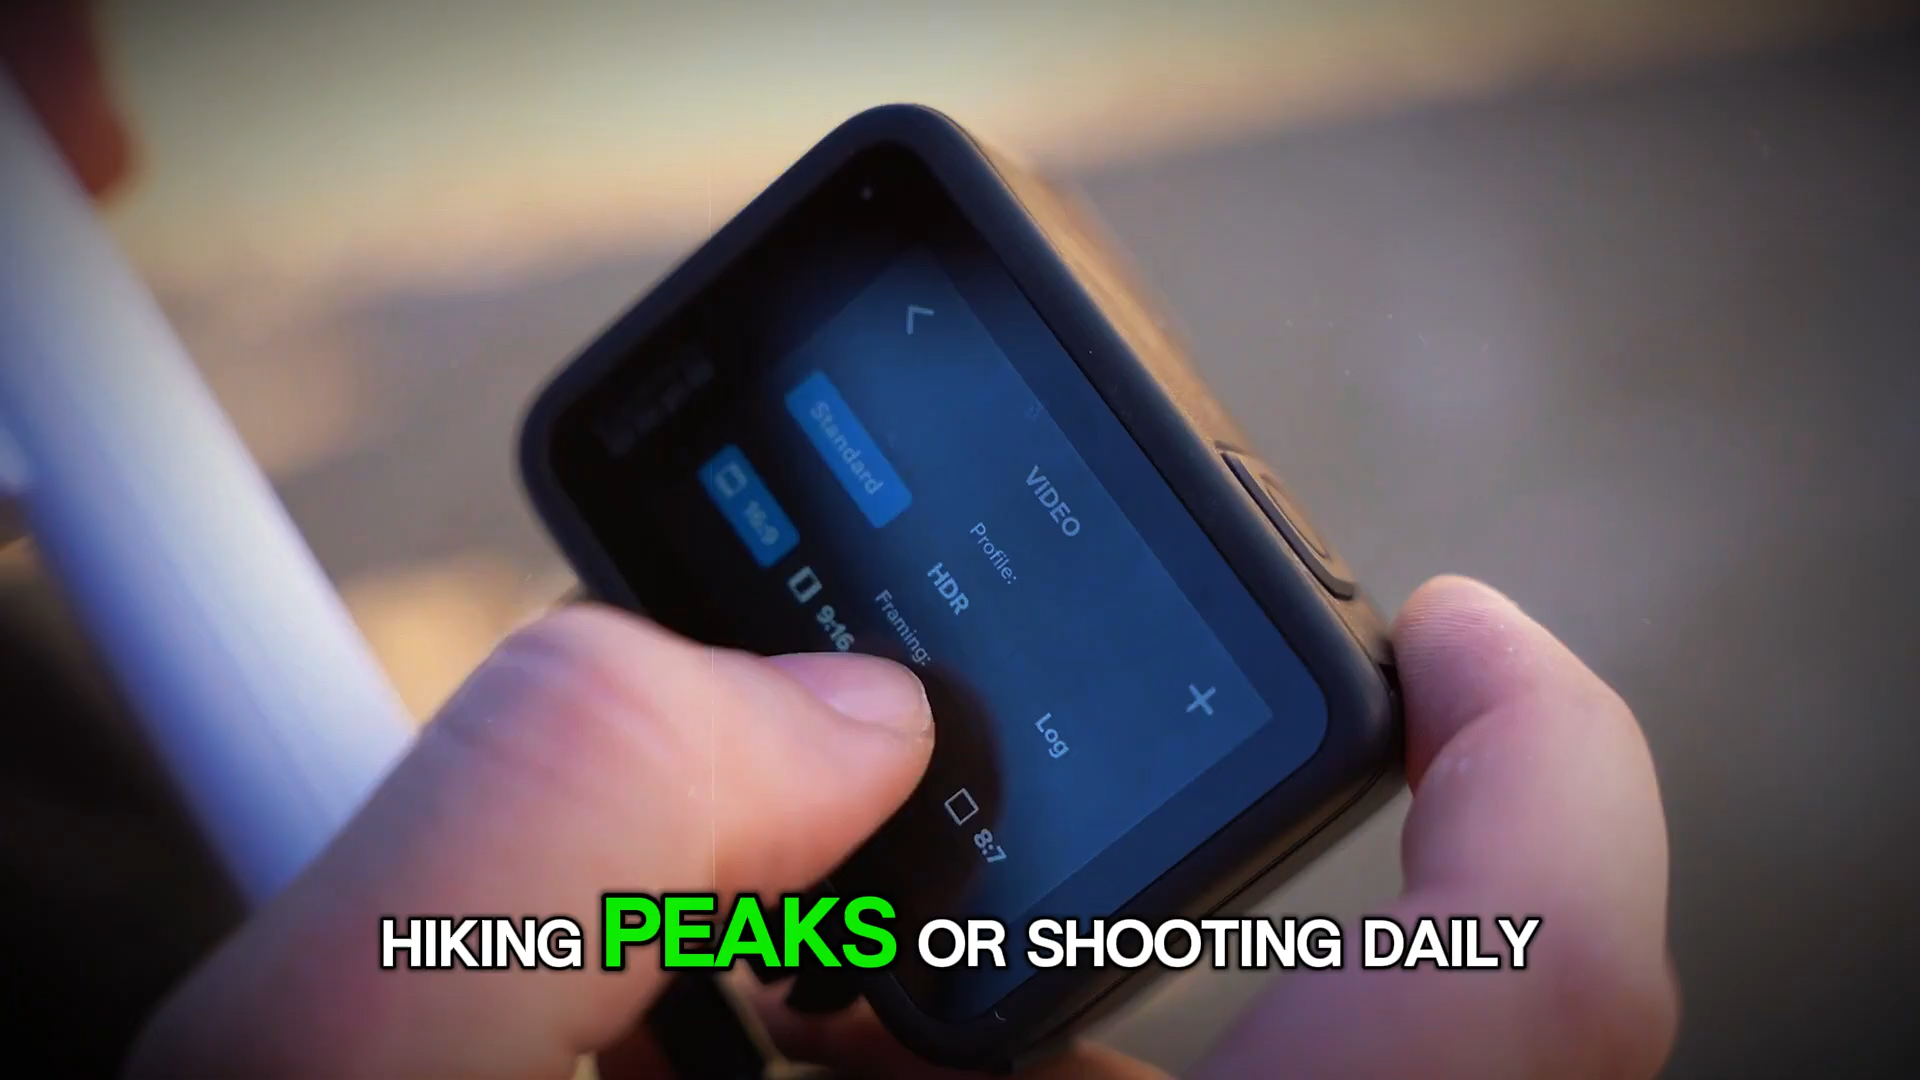 VIDEO
Profile:
Standard
HDR
Log
Framing:
16:9
9:16
8:7
HIKING PEAKS OR SHOOTING DAILY